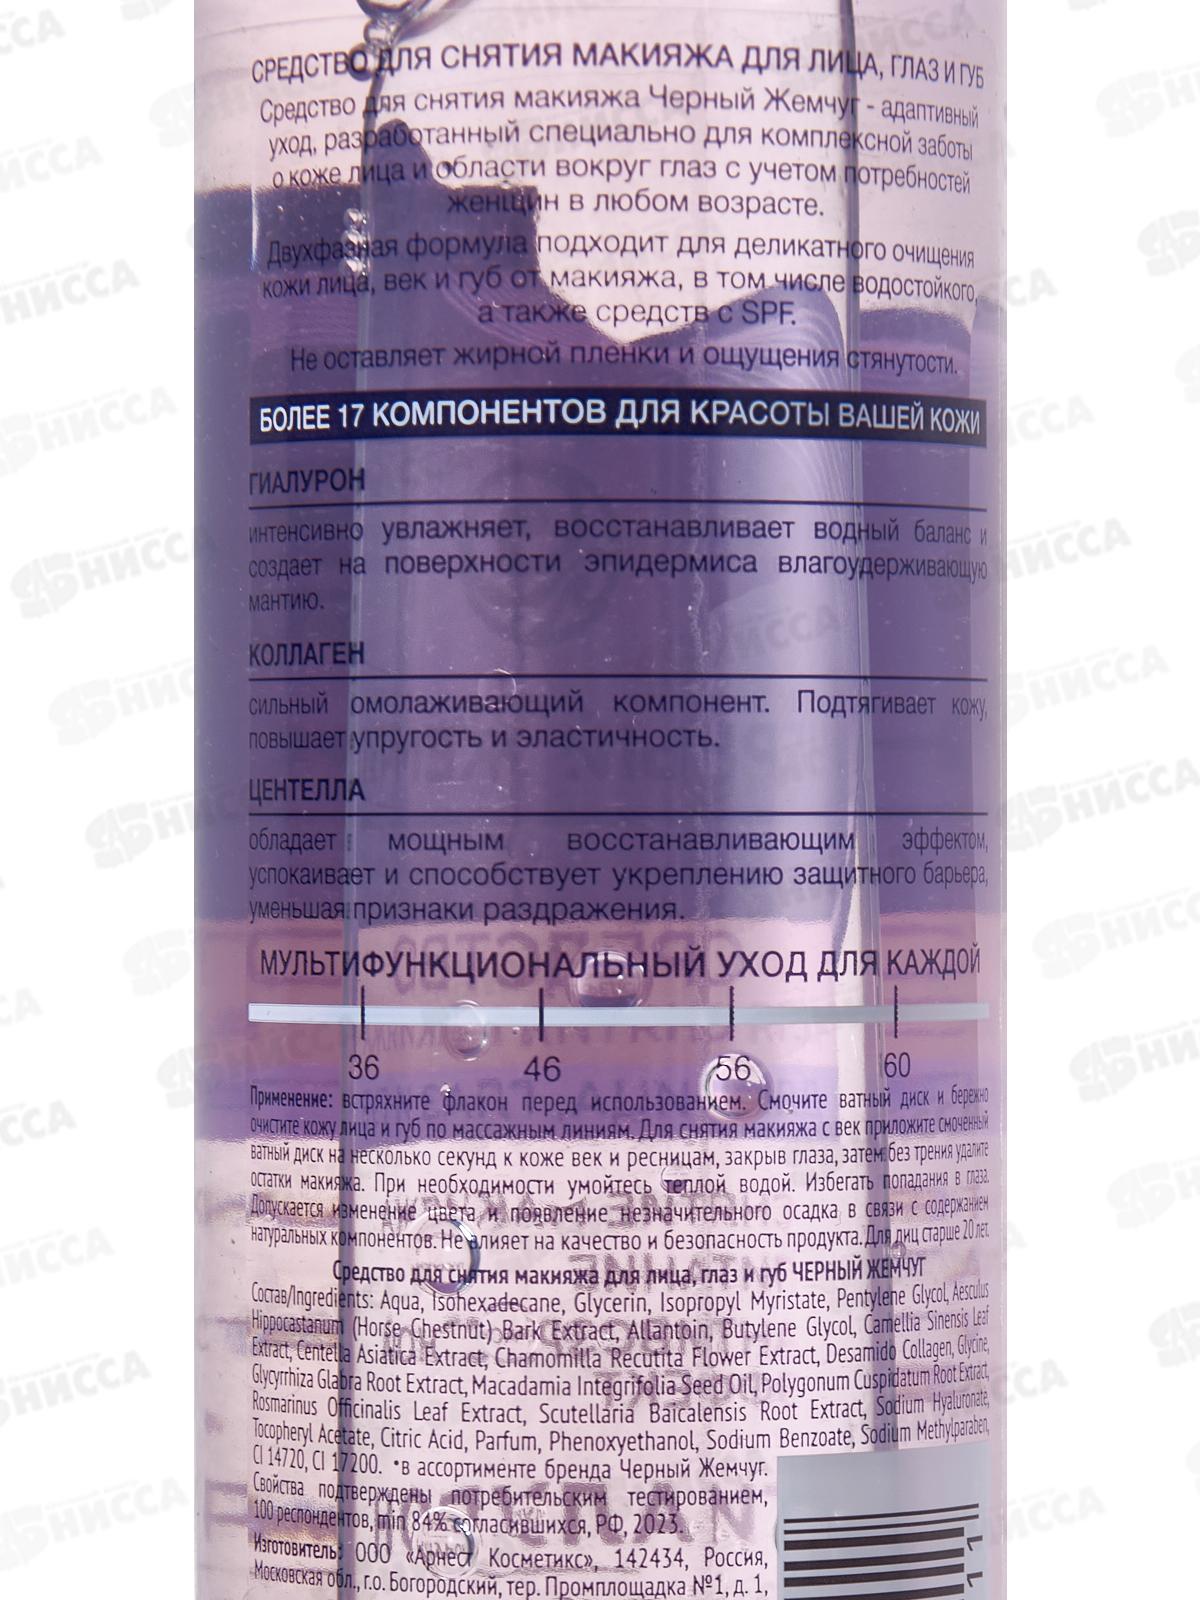 СРЕДСТВО ДЛЯ СНЯТИЯ МАКИЯЖА ДЛЯ ЛИЦА, ГЛАЗ И ГУБ
Средство для снятия макияжа Черный Жемчуг - адаптивный
уход, разработанный специально для комплексной заботы
о коже лица и области вокруг глаз с учетом потребностей
женщин в любом возрасте.
Двухфазная формула подходит для деликатного очищения
кожи лица, век и губ от макияжа, в том числе водостойкого,
а также средств с SPF.
Не оставляет жирной пленки и ощущения стянутости.
БОЛЕЕ 17 КОМПОНЕНТОВ ДЛЯ КРАСОТЫ ВАШЕЙ КОЖИ
ГИАЛУРОН
интенсивно увлажняет, восстанавливает водный баланс и
создает на поверхности эпидермиса влагоудерживающую
мантию.
КОЛЛАГЕН
сильный омолаживающий компонент. Подтягивает кожу,
повышает упругость и эластичность.
ЦЕНТЕЛЛА
обладает мощным восстанавливающим эффектом,
успокаивает и способствует укреплению защитного барьера,
уменьшая признаки раздражения.
МУЛЬТИФУНКЦИОНАЛЬНЫЙ УХОД ДЛЯ КАЖДОЙ
36 46 56 60
Применение: встряхните флакон перед использованием. Смочите ватный диск и бережно
очистите кожу лица и губ по массажным линиям. Для снятия макияжа с век приложите смоченный
ватный диск на несколько секунд к коже век и ресницам, закрыв глаза, затем без трения удалите
остатки макияжа. При необходимости умойтесь теплой водой. Избегать попадания в глаза.
Допускается изменение цвета и появление незначительного осадка в связи с содержанием
натуральных компонентов. Не влияет на качество и безопасность продукта. Для лиц старше 20 лет.
Средство для снятия макияжа для лица, глаз и губ ЧЕРНЫЙ ЖЕМЧУГ
Состав/Ingredients: Aqua, Isohexadecane, Glycerin, Isopropyl Myristate, Pentylene Glycol, Aesculus
Hippocastanum (Horse Chestnut) Bark Extract, Allantoin, Butylene Glycol, Camellia Sinensis Leaf
Extract, Centella Asiatica Extract, Chamomilla Recutita Flower Extract, Desamido Collagen, Glycine,
Glycyrrhiza Glabra Root Extract, Macadamia Integrifolia Seed Oil, Polygonum Cuspidatum Root Extract,
Rosmarinus Officinalis Leaf Extract, Scutellaria Baicalensis Root Extract, Sodium Hyaluronate,
Tocopheryl Acetate, Citric Acid, Parfum, Phenoxyethanol, Sodium Benzoate, Sodium Methylparaben,
CI 14720, CI 17200. *в ассортименте бренда Черный Жемчуг.
Свойства подтверждены потребительским тестированием,
100 респондентов, min 84% согласившихся, РФ, 2023.
Изготовитель: ООО «Арнест Косметикс», 142434, Россия,
Московская обл., г.о. Богородский, тер. Промплощадка №1, д. 1,